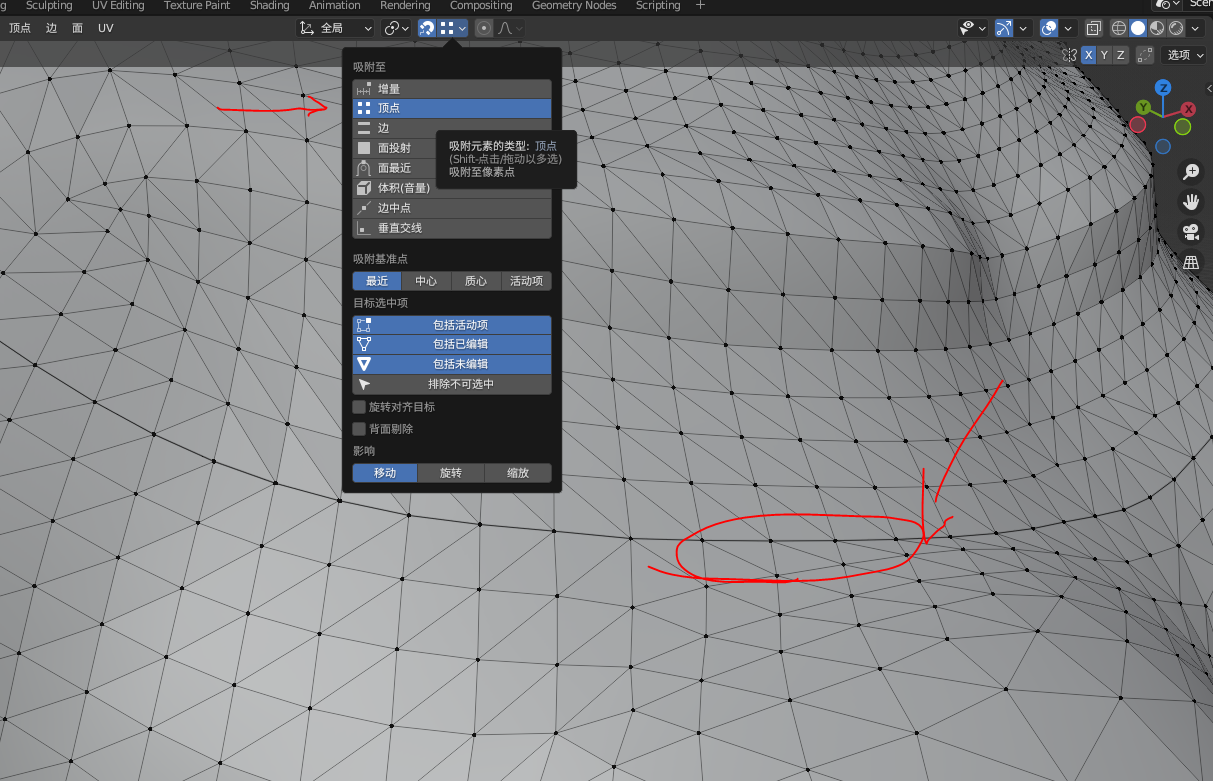 g Sculpting UV Editing Texture Paint Shading Animation Rendering Compositing Geometry Nodes Scripting + Scen
顶点 边 面 UV 全局
X Y Z 选项
吸附至
增量
顶点
边
面投射
面最近
体积(音量)
边中点
垂直交线
吸附元素的类型: 顶点
(Shift-点击/拖动以多选)
吸附至像素点
吸附基准点
最近 中心 质心 活动项
目标选中项
包括活动项
包括已编辑
包括未编辑
排除不可选中
旋转对齐目标
背面剔除
影响
移动 旋转 缩放
Z
Y X